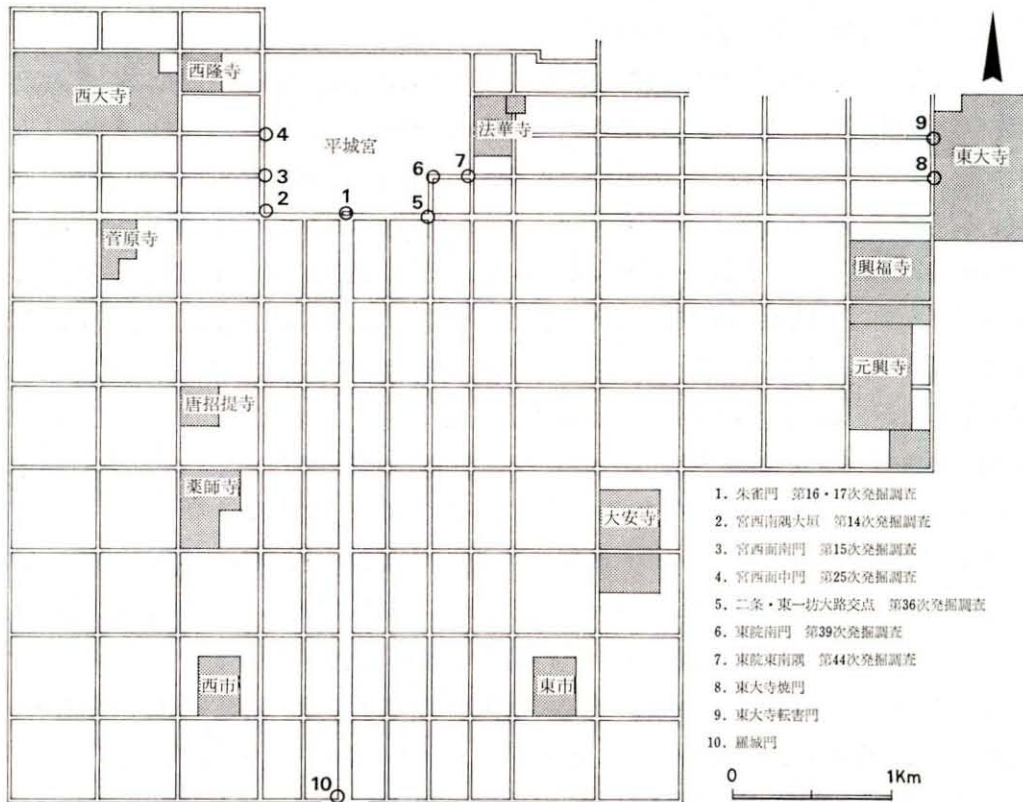 西隆寺
西大寺
法華寺
平城宮
東大寺
9
8
4
3
2
1
6
7
5
菅原寺
興福寺
元興寺
唐招提寺
薬師寺
大安寺
西市
東市
10
1. 朱雀門 第16・17次発掘調査
2. 宮西南隅大垣 第14次発掘調査
3. 宮西面南門 第15次発掘調査
4. 宮西面中門 第25次発掘調査
5. 二条・東一坊大路交点 第36次発掘調査
6. 東院南門 第39次発掘調査
7. 東院東南隅 第44次発掘調査
8. 東大寺焼門
9. 東大寺転害門
10. 羅城門
0 1Km